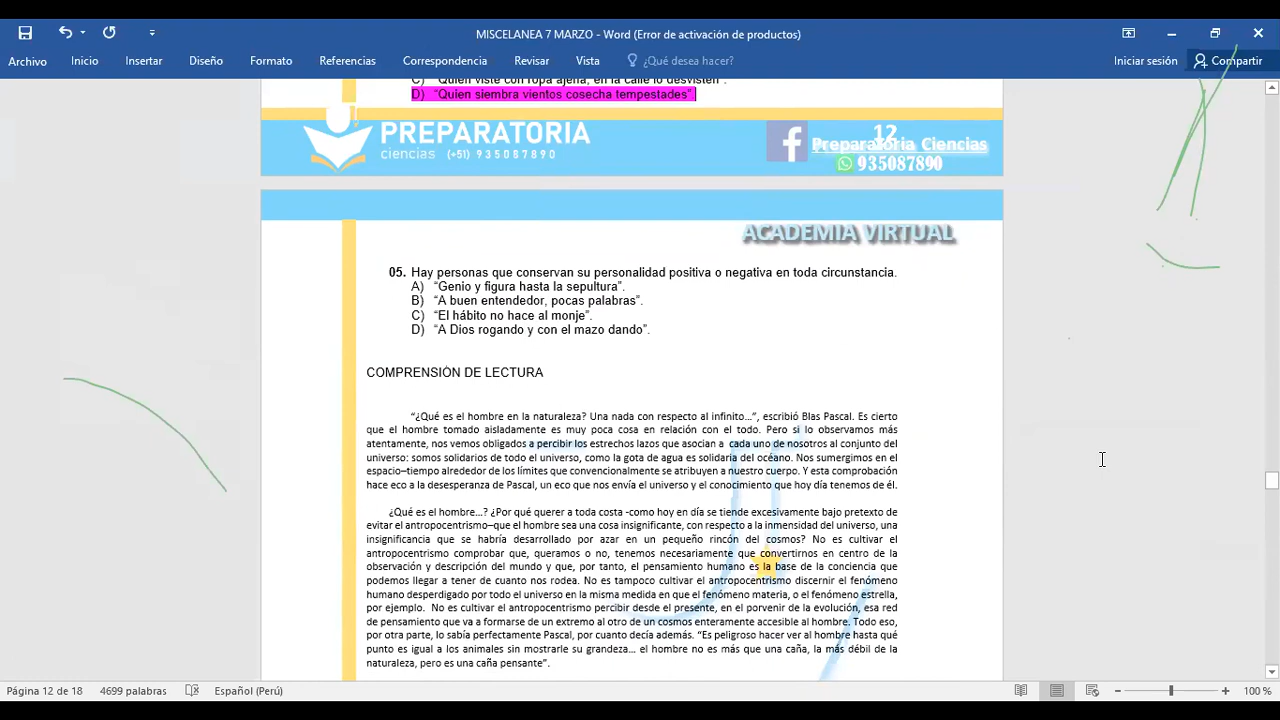 MISCELANEA 7 MARZO - Word (Error de activación de productos)
Archivo Inicio Insertar Diseño Formato Referencias Correspondencia Revisar Vista ¿Qué desea hacer? Iniciar sesión Compartir
C) "Quien viste con ropa ajena, en la calle lo desvisten".
D) "Quien siembra vientos cosecha tempestades".
PREPARATORIA
ciencias (+51) 935087890
12
Preparatoria Ciencias
935087890
ACADEMIA VIRTUAL
05. Hay personas que conservan su personalidad positiva o negativa en toda circunstancia.
A) "Genio y figura hasta la sepultura".
B) "A buen entendedor, pocas palabras".
C) "El hábito no hace al monje".
D) "A Dios rogando y con el mazo dando".
COMPRENSIÓN DE LECTURA
"¿Qué es el hombre en la naturaleza? Una nada con respecto al infinito...", escribió Blas Pascal. Es cierto
que el hombre tomado aisladamente es muy poca cosa en relación con el todo. Pero si lo observamos más
atentamente, nos vemos obligados a percibir los estrechos lazos que asocian a cada uno de nosotros al conjunto del
universo: somos solidarios de todo el universo, como la gota de agua es solidaria del océano. Nos sumergimos en el
espacio–tiempo alrededor de los límites que convencionalmente se atribuyen a nuestro cuerpo. Y esta comprobación
hace eco a la desesperanza de Pascal, un eco que nos envía el universo y el conocimiento que hoy día tenemos de él.
¿Qué es el hombre...? ¿Por qué querer a toda costa -como hoy en día se tiende excesivamente bajo pretexto de
evitar el antropocentrismo–que el hombre sea una cosa insignificante, con respecto a la inmensidad del universo, una
insignificancia que se habría desarrollado por azar en un pequeño rincón del cosmos? No es cultivar el
antropocentrismo comprobar que, queramos o no, tenemos necesariamente que convertirnos en centro de la
observación y descripción del mundo y que, por tanto, el pensamiento humano es la base de la conciencia que
podemos llegar a tener de cuanto nos rodea. No es tampoco cultivar el antropocentrismo discernir el fenómeno
humano desperdigado por todo el universo en la misma medida en que el fenómeno materia, o el fenómeno estrella,
por ejemplo. No es cultivar el antropocentrismo percibir desde el presente, en el porvenir de la evolución, esa red
de pensamiento que va a formarse de un extremo al otro de un cosmos enteramente accesible al hombre. Todo eso,
por otra parte, lo sabía perfectamente Pascal, por cuanto decía además. "Es peligroso hacer ver al hombre hasta qué
punto es igual a los animales sin mostrarle su grandeza... el hombre no es más que una caña, la más débil de la
naturaleza, pero es una caña pensante".
Página 12 de 18 4699 palabras Español (Perú) 100 %